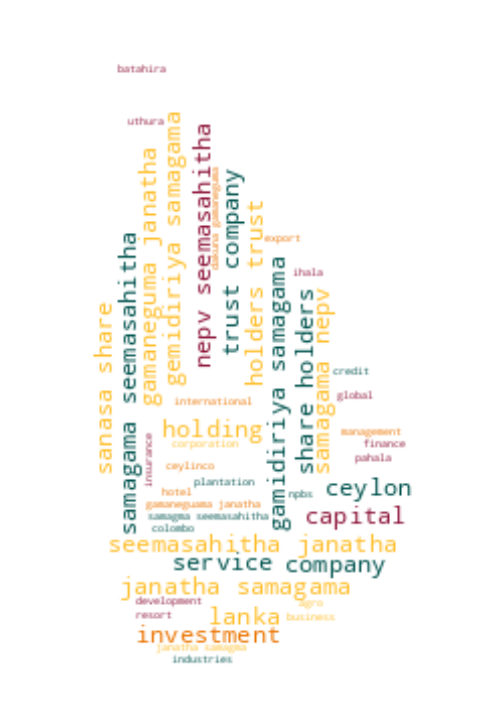 batahira
uthura
gemidiriya samagama
nepv seemasahitha
gamaneguma janatha
dakuna gamaneguma
trust company
holders trust
export
samagama seemasahitha
gamidiriya samagama
ihala
share holders
samagama nepv
sanasa share
credit
global
international
holding
corporation
management
finance
pahala
insurance
ceylinco
plantation
hotel
npbs
ceylon
gamaneguama janatha
capital
samagma seemasahitha
colombo
seemasahitha janatha
service company
janatha samagama
development
agro
resort
lanka
business
investment
janatha samagma
industries